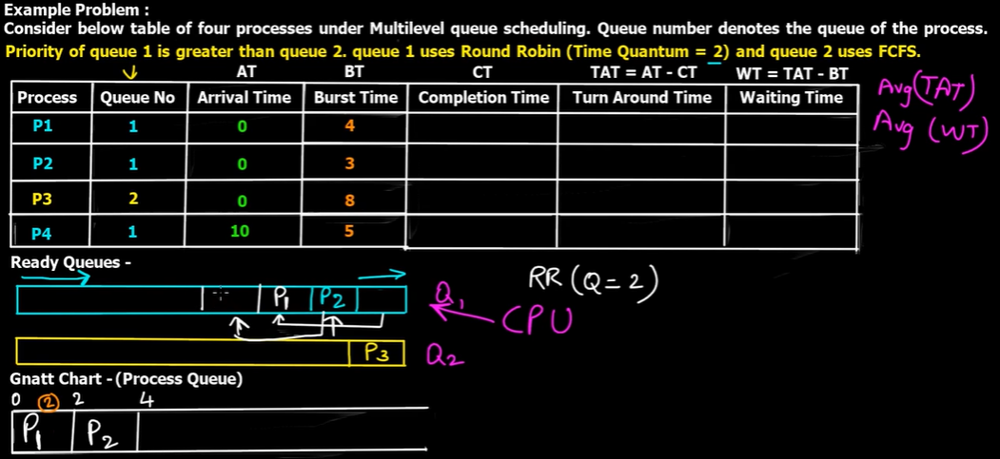 Example Problem :
Consider below table of four processes under Multilevel queue scheduling. Queue number denotes the queue of the process.
Priority of queue 1 is greater than queue 2. queue 1 uses Round Robin (Time Quantum = 2) and queue 2 uses FCFS.
AT BT CT TAT = AT - CT WT = TAT - BT
Process Queue No Arrival Time Burst Time Completion Time Turn Around Time Waiting Time
Avg(TAT)
P1 1 0 4
Avg (WT)
P2 1 0 3
P3 2 0 8
P4 1 10 5
Ready Queues -
RR (Q = 2)
P1 P2 Q1
CPU
P3 Q2
Gnatt Chart - (Process Queue)
0 2 2 4
P1 P2